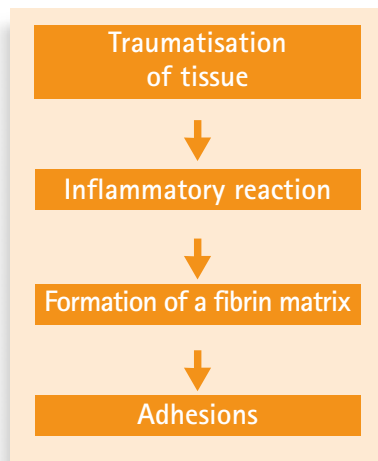 Traumatisation
of tissue
Inflammatory reaction
Formation of a fibrin matrix
Adhesions